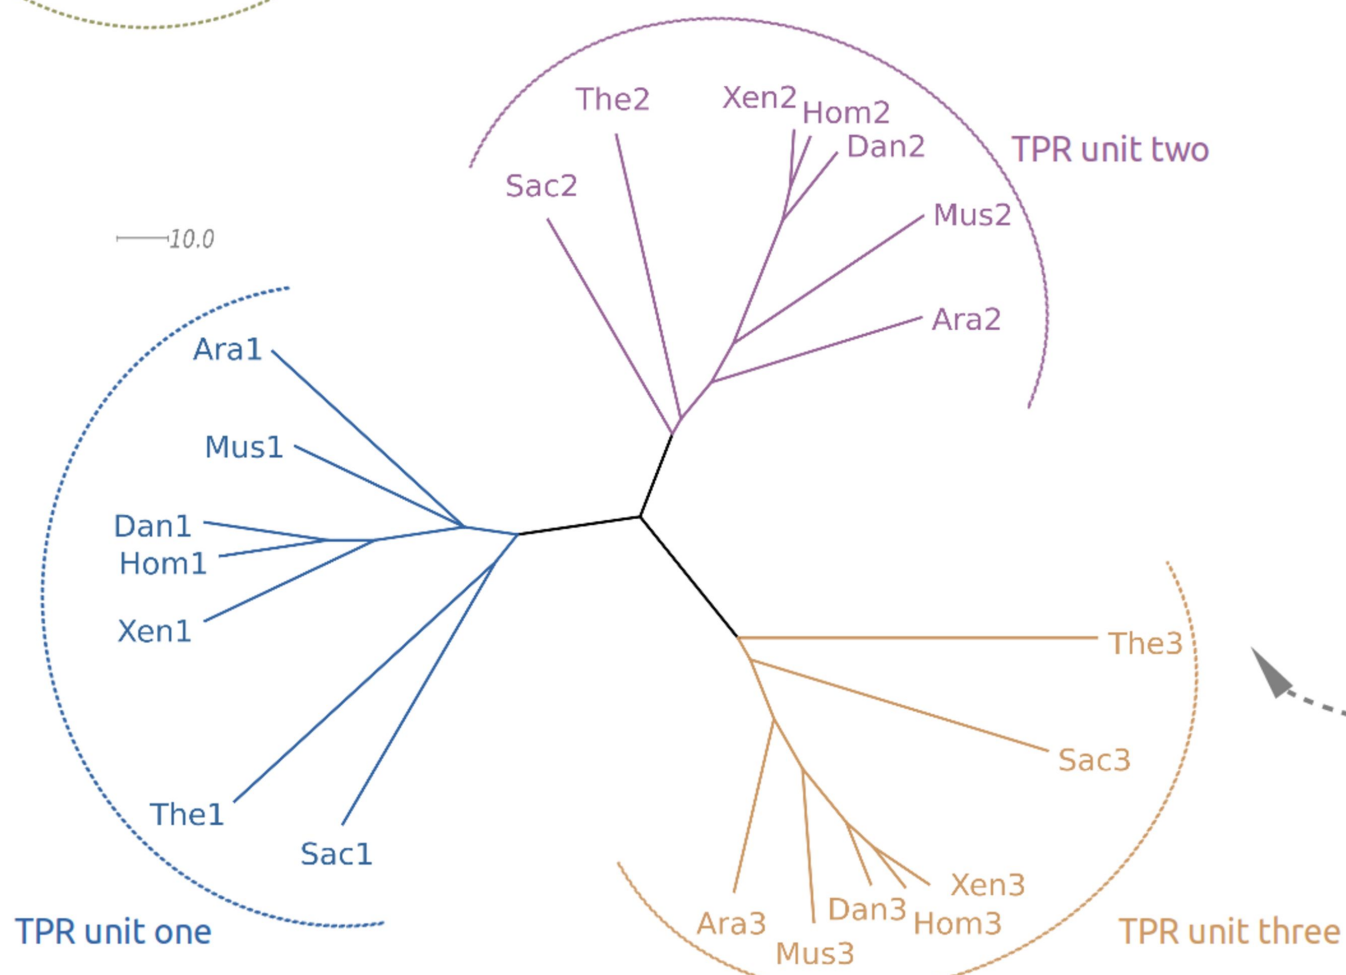 The2
Xen2
Hom2
Dan2
TPR unit two
Sac2
Mus2
10.0
Ara2
Ara1
Mus1
Dan1
Hom1
Xen1
The1
Sac1
TPR unit one
The3
Sac3
Xen3
Dan3
Hom3
Ara3
Mus3
TPR unit three